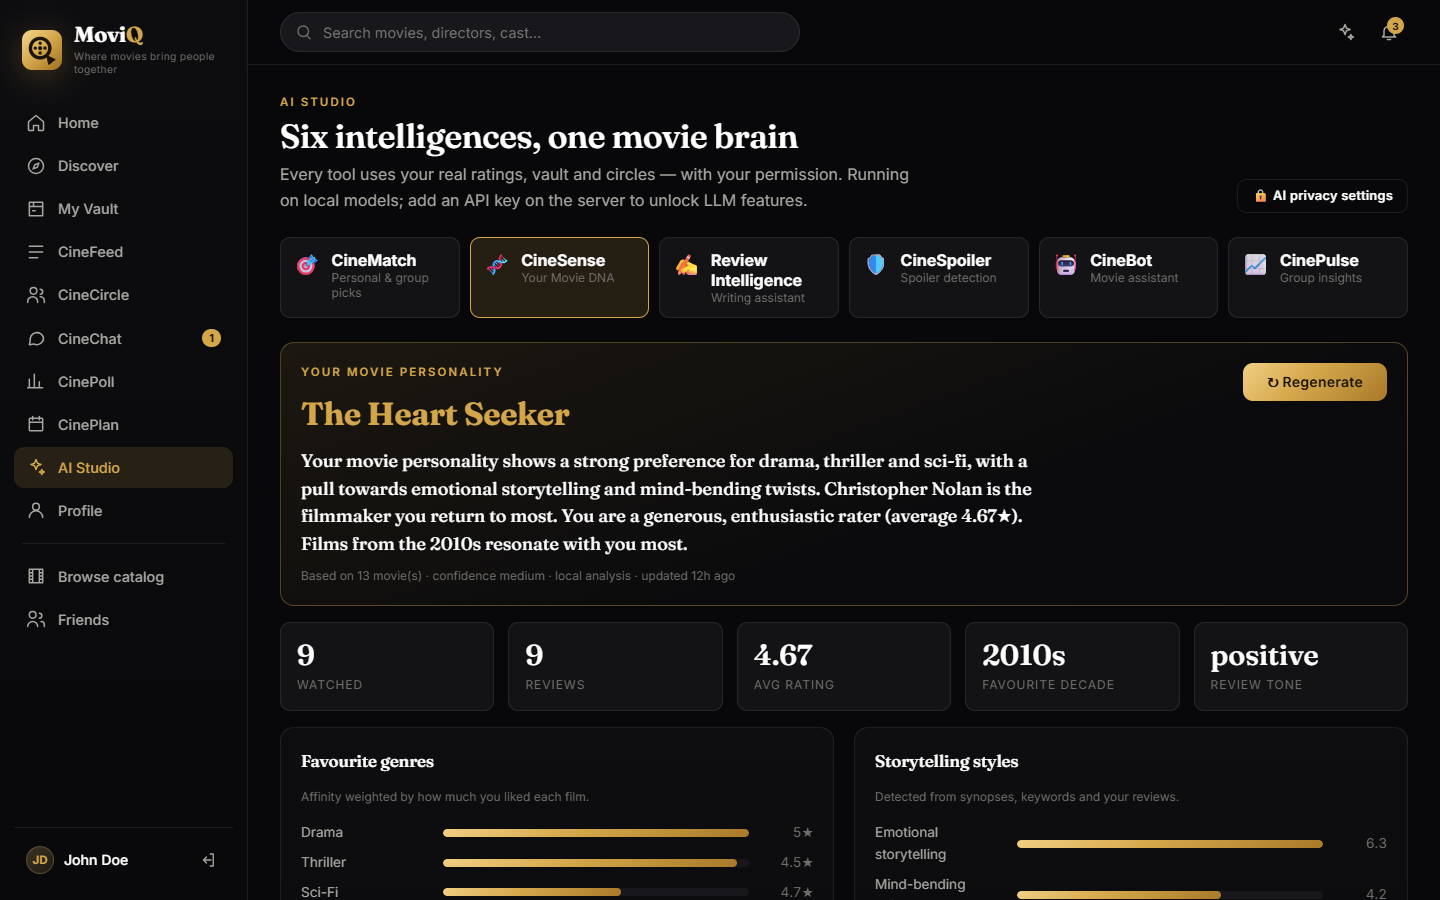 MoviQ
Where movies bring people
together
Search movies, directors, cast...
3
Home
Discover
My Vault
CineFeed
CineCircle
CineChat
1
CinePoll
CinePlan
AI Studio
Profile
Browse catalog
Friends
JD
John Doe
AI STUDIO
Six intelligences, one movie brain
Every tool uses your real ratings, vault and circles — with your permission. Running
on local models; add an API key on the server to unlock LLM features.
AI privacy settings
CineMatch
Personal & group
picks
CineSense
Your Movie DNA
Review
Intelligence
Writing assistant
CineSpoiler
Spoiler detection
CineBot
Movie assistant
CinePulse
Group insights
YOUR MOVIE PERSONALITY
↻ Regenerate
The Heart Seeker
Your movie personality shows a strong preference for drama, thriller and sci-fi, with a
pull towards emotional storytelling and mind-bending twists. Christopher Nolan is the
filmmaker you return to most. You are a generous, enthusiastic rater (average 4.67★).
Films from the 2010s resonate with you most.
Based on 13 movie(s) · confidence medium · local analysis · updated 12h ago
9
WATCHED
9
REVIEWS
4.67
AVG RATING
2010s
FAVOURITE DECADE
positive
REVIEW TONE
Favourite genres
Affinity weighted by how much you liked each film.
Drama
5★
Thriller
4.5★
Sci-Fi
4.7★
Storytelling styles
Detected from synopses, keywords and your reviews.
Emotional
storytelling
6.3
Mind-bending
4.2